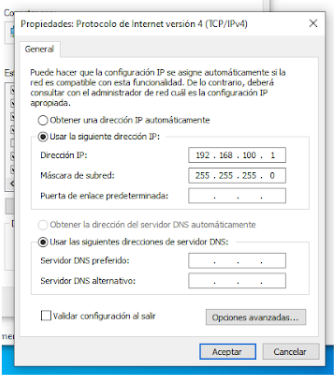 Propiedades: Protocolo de Internet versión 4 (TCP/IPv4)
General
Puede hacer que la configuración IP se asigne automáticamente si la
red es compatible con esta funcionalidad. De lo contrario, deberá
consultar con el administrador de red cuál es la configuración IP
apropiada.
Obtener una dirección IP automáticamente
Usar la siguiente dirección IP:
Dirección IP: 192 . 168 . 100 . 1
Máscara de subred: 255 . 255 . 255 . 0
Puerta de enlace predeterminada: . . .
Obtener la dirección del servidor DNS automáticamente
Usar las siguientes direcciones de servidor DNS:
Servidor DNS preferido: . . .
Servidor DNS alternativo: . . .
Validar configuración al salir
Opciones avanzadas...
Aceptar Cancelar